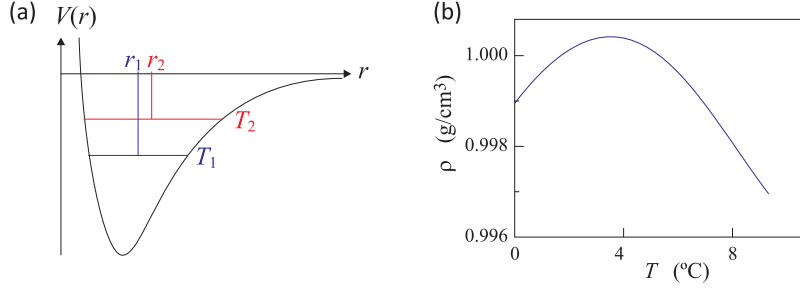 (a)
V(r)
r₁ r₂
r
T₂
T₁
(b)
1.000
0.998
0.996
ρ (g/cm³)
0 4 8
T (ºC)